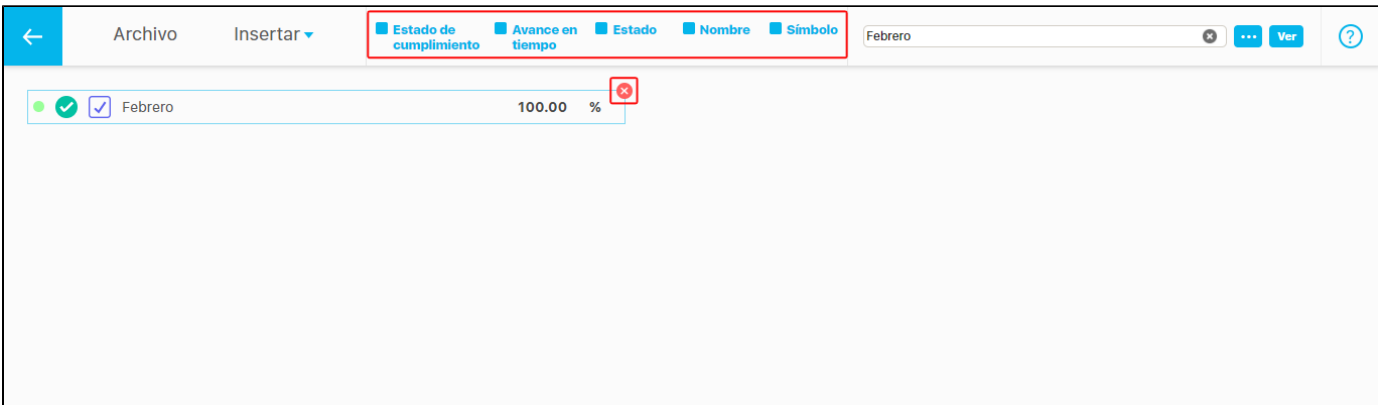 Archivo
Insertar
Estado de
cumplimiento
Avance en
tiempo
Estado
Nombre
Símbolo
Febrero
...
Ver
?
Febrero
100.00 %